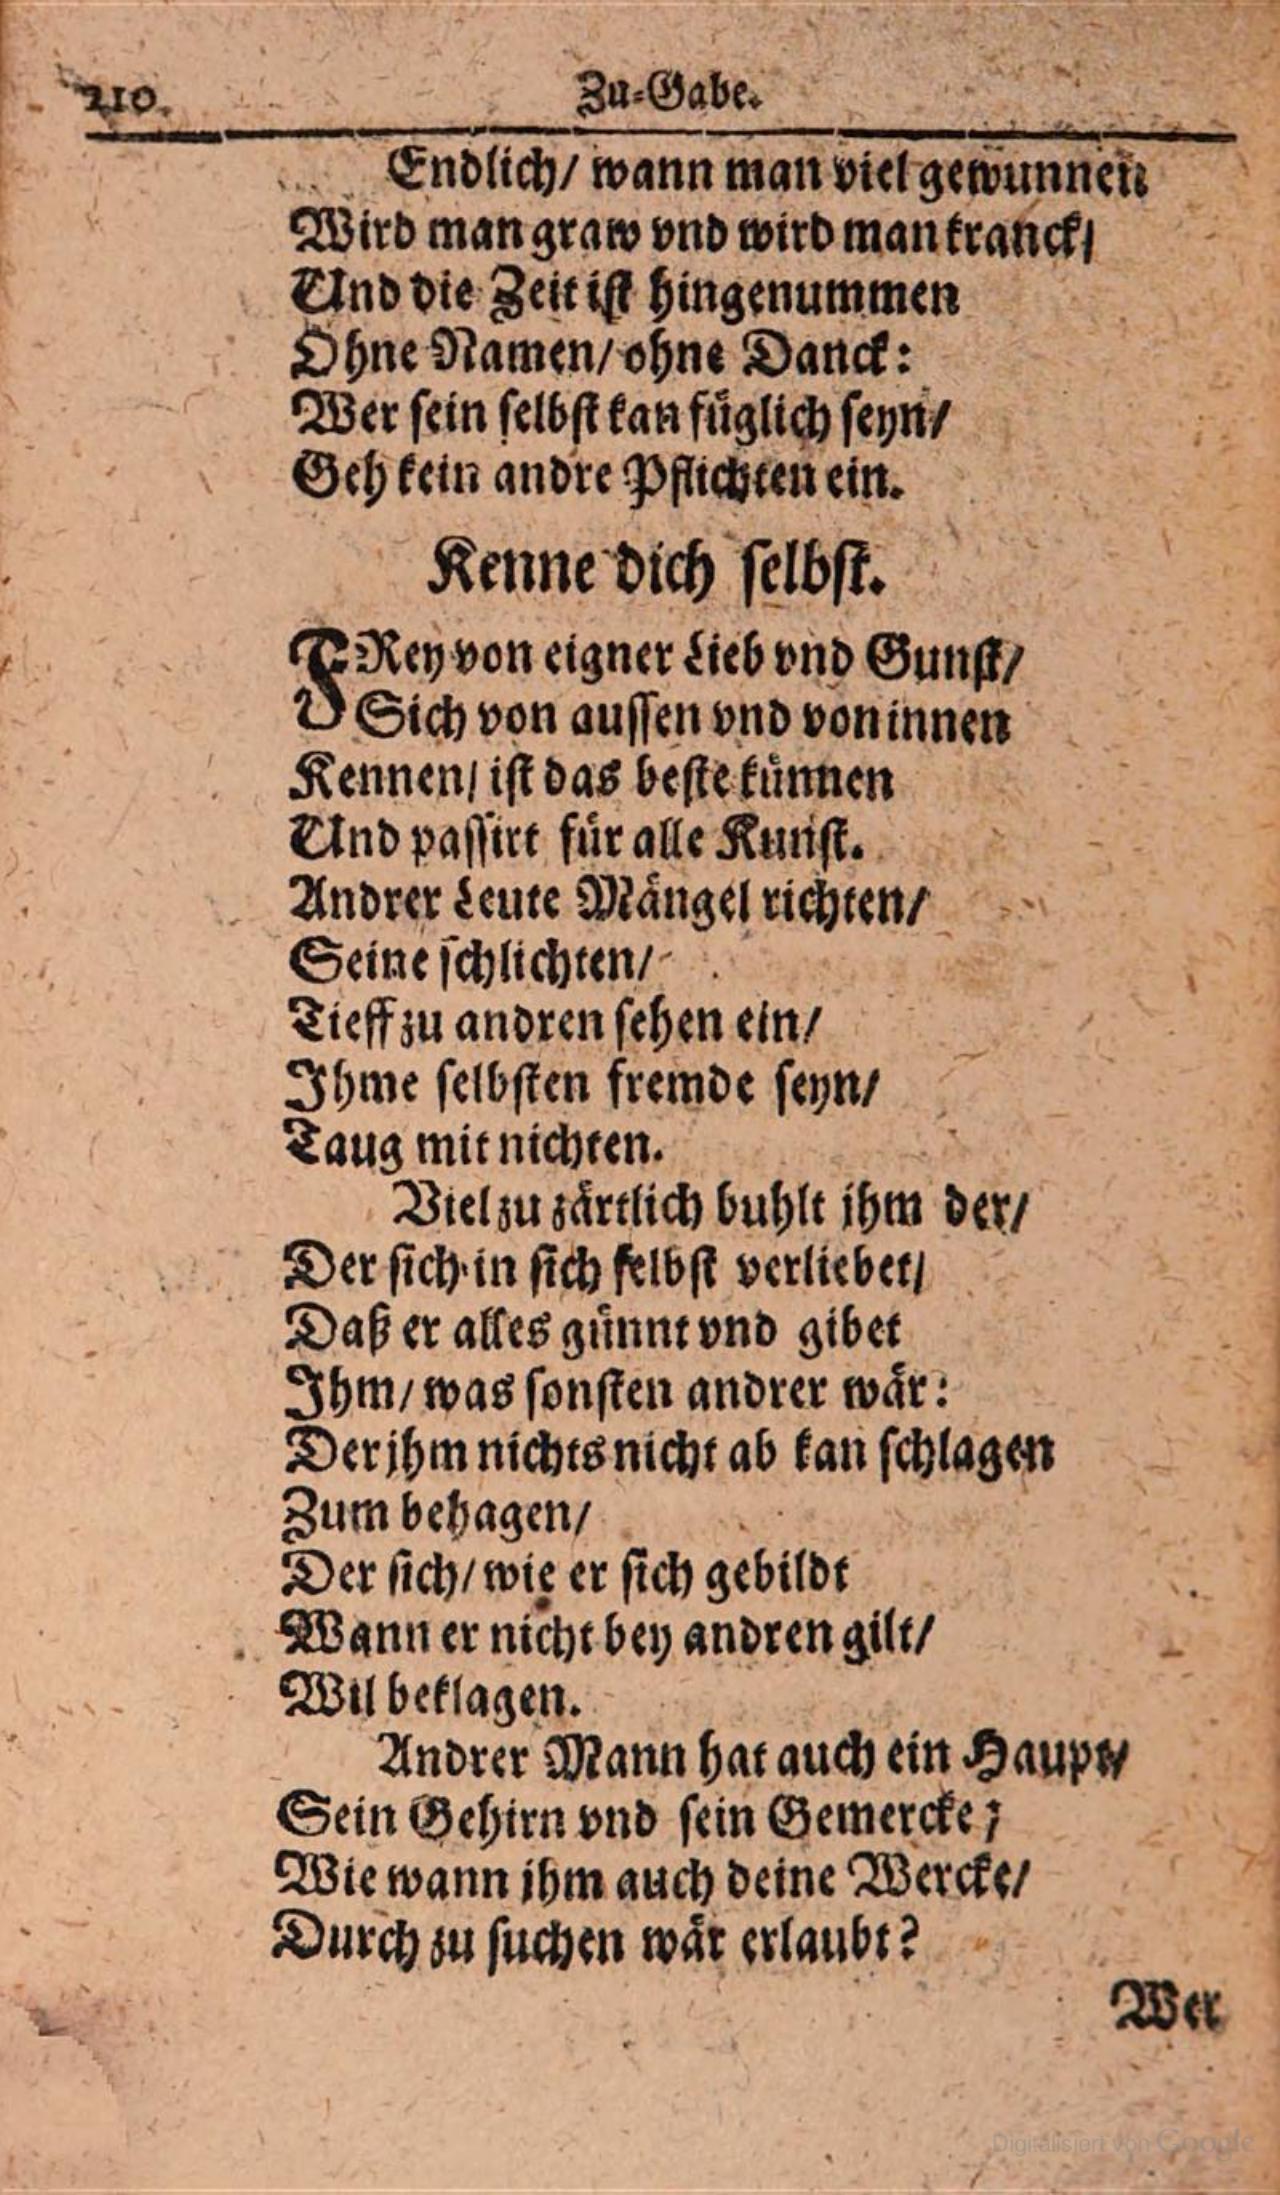 210. Zu-Gabe.
Endlich/ wann man viel gewunnen
Wird man graw vnd wird man kranck/
Und die Zeit ist hingenummen
Ohne Namen/ ohne Danck:
Wer sein selbst kan füglich seyn/
Geh kein andre Pflichten ein.
Kenne dich selbst.
FRey von eigner Lieb vnd Gunst/
Sich von aussen vnd von innen
Kennen/ ist das beste künnen
Und passirt für alle Kunst.
Andrer Leute Mängel richten/
Seine schlichten/
Tieff zu andren sehen ein/
Ihme selbsten fremde seyn/
Taug mit nichten.
Viel zu zärtlich buhlt jhm der/
Der sich in sich selbst verliebet/
Daß er alles günnt vnd gibet
Ihm/ was sonsten andrer wär:
Der jhm nichts nicht ab kan schlagen
Zum behagen/
Der sich/ wie er sich gebildt
Wann er nicht bey andren gilt/
Wil beklagen.
Andrer Mann hat auch ein Haupt/
Sein Gehirn vnd sein Gemercke;
Wie wann jhm auch deine Wercke/
Durch zu suchen wär erlaubt?
Wer
Digitalisiert von Google